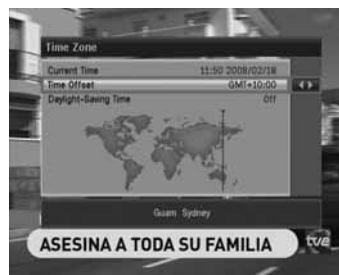 Time Zone
Current Time 11:50 2008/02/18
Time Offset GMT+10:00
Daylight-Saving Time Off
Guam Sydney
ASESINA A TODA SU FAMILIA
tve